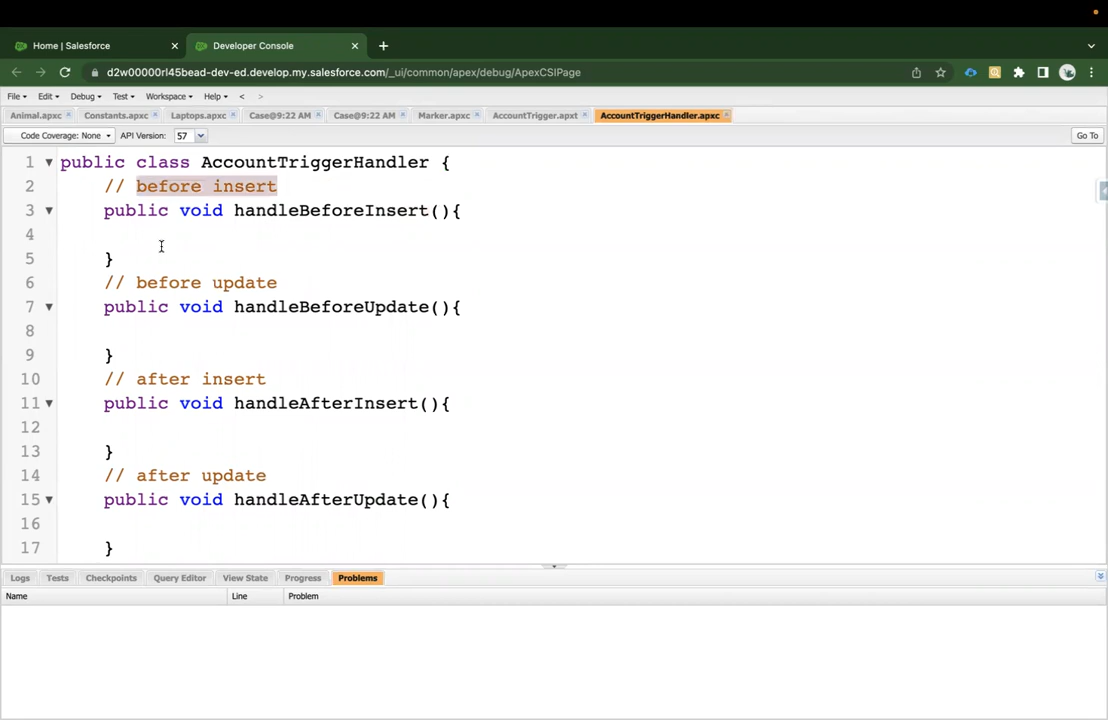 Home | Salesforce
Developer Console
d2w00000rl45bead-dev-ed.develop.my.salesforce.com/_ui/common/apex/debug/ApexCSIPage
File Edit Debug Test Workspace Help < >
Animal.apxc Constants.apxc Laptops.apxc Case@9:22 AM Case@9:22 AM Marker.apxc AccountTrigger.apxt AccountTriggerHandler.apxc
Code Coverage: None API Version: 57 Go To
1 public class AccountTriggerHandler {
2 // before insert
3 public void handleBeforeInsert(){
4
5 }
6 // before update
7 public void handleBeforeUpdate(){
8
9 }
10 // after insert
11 public void handleAfterInsert(){
12
13 }
14 // after update
15 public void handleAfterUpdate(){
16
17 }
Logs Tests Checkpoints Query Editor View State Progress Problems
Name Line Problem